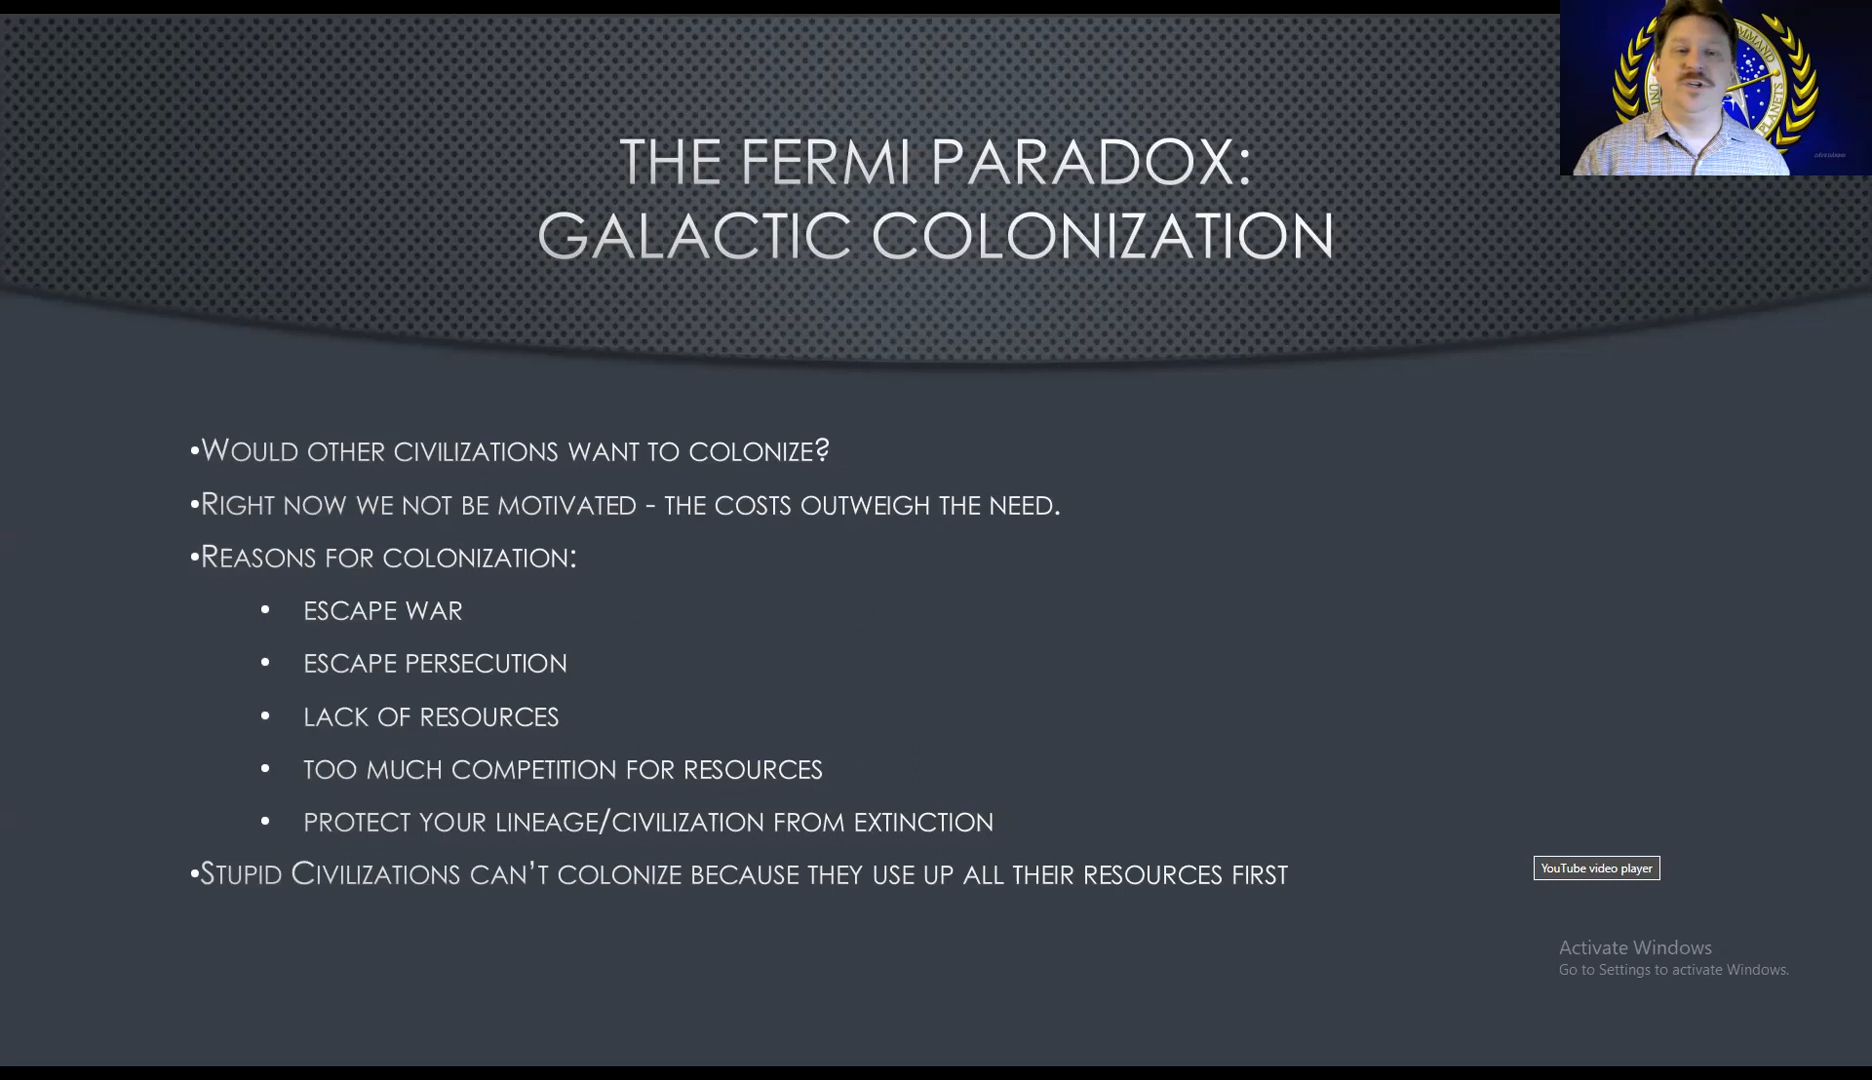 THE FERMI PARADOX:
GALACTIC COLONIZATION
•WOULD OTHER CIVILIZATIONS WANT TO COLONIZE?
•RIGHT NOW WE NOT BE MOTIVATED - THE COSTS OUTWEIGH THE NEED.
•REASONS FOR COLONIZATION:
• ESCAPE WAR
• ESCAPE PERSECUTION
• LACK OF RESOURCES
• TOO MUCH COMPETITION FOR RESOURCES
• PROTECT YOUR LINEAGE/CIVILIZATION FROM EXTINCTION
•STUPID CIVILIZATIONS CAN'T COLONIZE BECAUSE THEY USE UP ALL THEIR RESOURCES FIRST
YouTube video player
Activate Windows
Go to Settings to activate Windows.
PLANETS